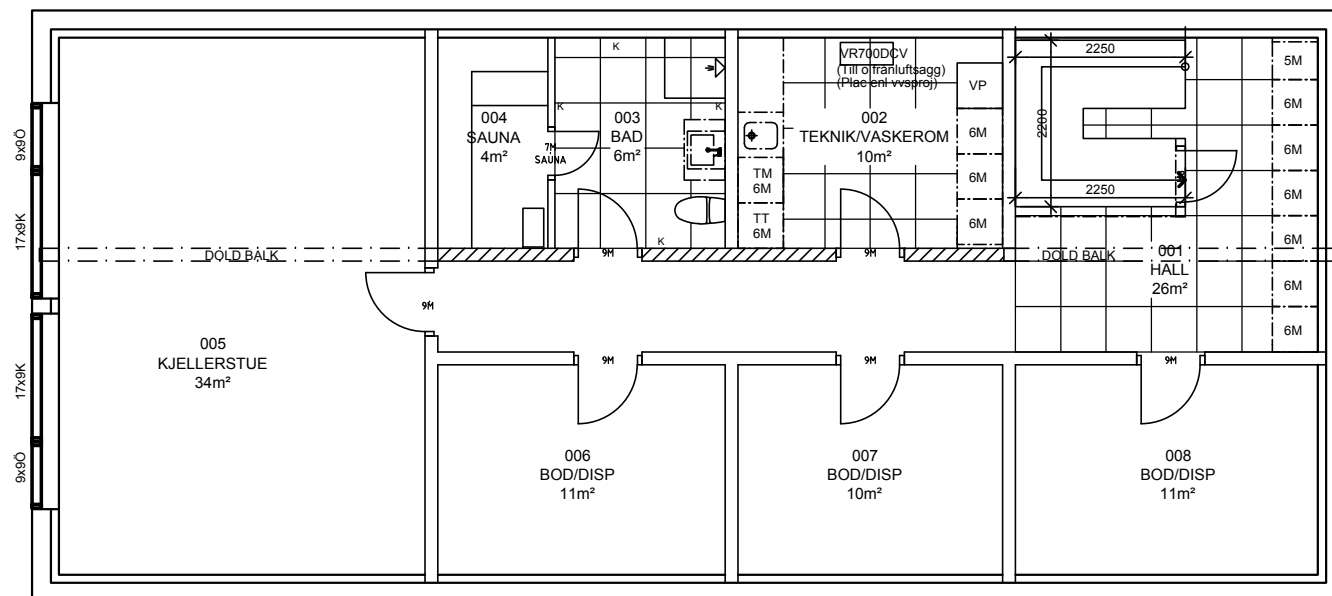 K
2250
VR700DCV
(Till o frånluftsagg)
(Plac enl vvsproj)
5M
VP
6M
9x9Ö
K
K
004
SAUNA
4m²
003
BAD
6m²
002
TEKNIK/VASKEROM
10m²
6M
2200
6M
7M
SAUNA
TM
6M
6M
6M
2250
17x9K
TT
6M
6M
K
6M
DOLD BALK
9M
9M
DOLD BALK
001
HALL
26m²
6M
9M
6M
005
KJELLERSTUE
34m²
9M
9M
9M
17x9K
9x9Ö
006
BOD/DISP
11m²
007
BOD/DISP
10m²
008
BOD/DISP
11m²